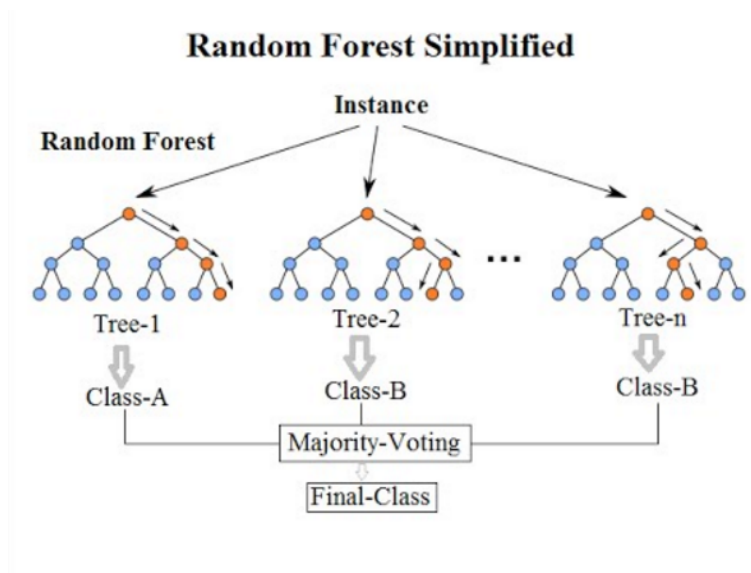 Random Forest Simplified
Instance
Random Forest
...
Tree-1
Tree-2
Tree-n
Class-A
Class-B
Class-B
Majority-Voting
Final-Class